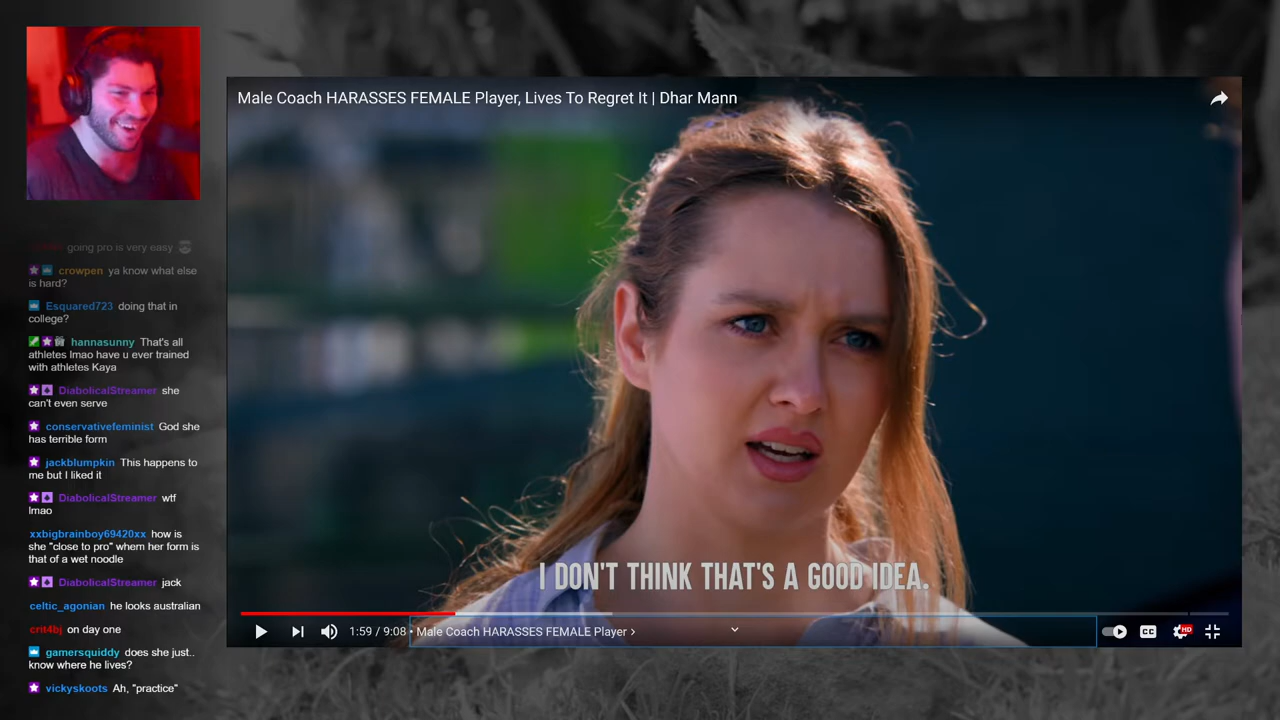 Male Coach HARASSES FEMALE Player, Lives To Regret It | Dhar Mann
going pro is very easy
crowpen ya know what else
is hard?
Esquared723 doing that in
college?
hannasunny That's all
athletes lmao have u ever trained
with athletes Kaya
DiabolicalStreamer she
can't even serve
conservativefeminist God she
has terrible form
jackblumpkin This happens to
me but I liked it
DiabolicalStreamer wtf
lmao
xxbigbrainboy69420xx how is
she "close to pro" whem her form is
that of a wet noodle
DiabolicalStreamer jack
celtic_agonian he looks australian
crit4bj on day one
gamersquiddy does she just..
know where he lives?
vickyskoots Ah, "practice"
I DON'T THINK THAT'S A GOOD IDEA.
1:59 / 9:08 • Male Coach HARASSES FEMALE Player >
CC
HD